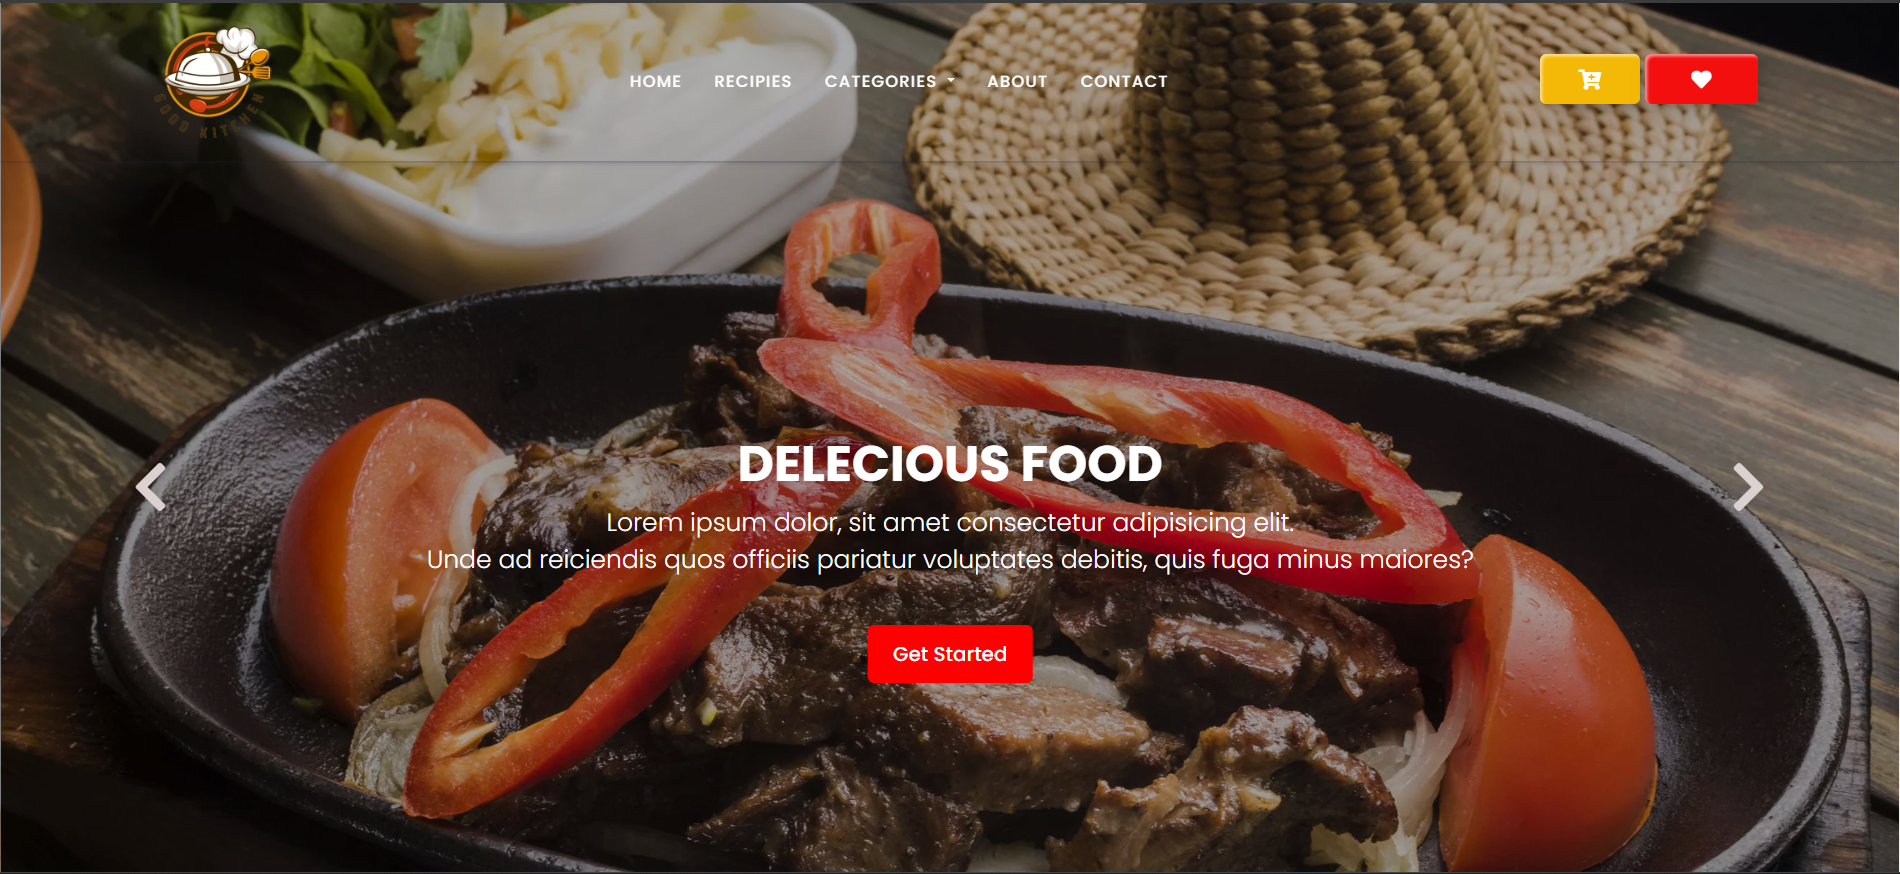 GOOD KITCHEN
HOME RECIPIES CATEGORIES ABOUT CONTACT
DELECIOUS FOOD
Lorem ipsum dolor, sit amet consectetur adipisicing elit.
Unde ad reiciendis quos officiis pariatur voluptates debitis, quis fuga minus maiores?
Get Started